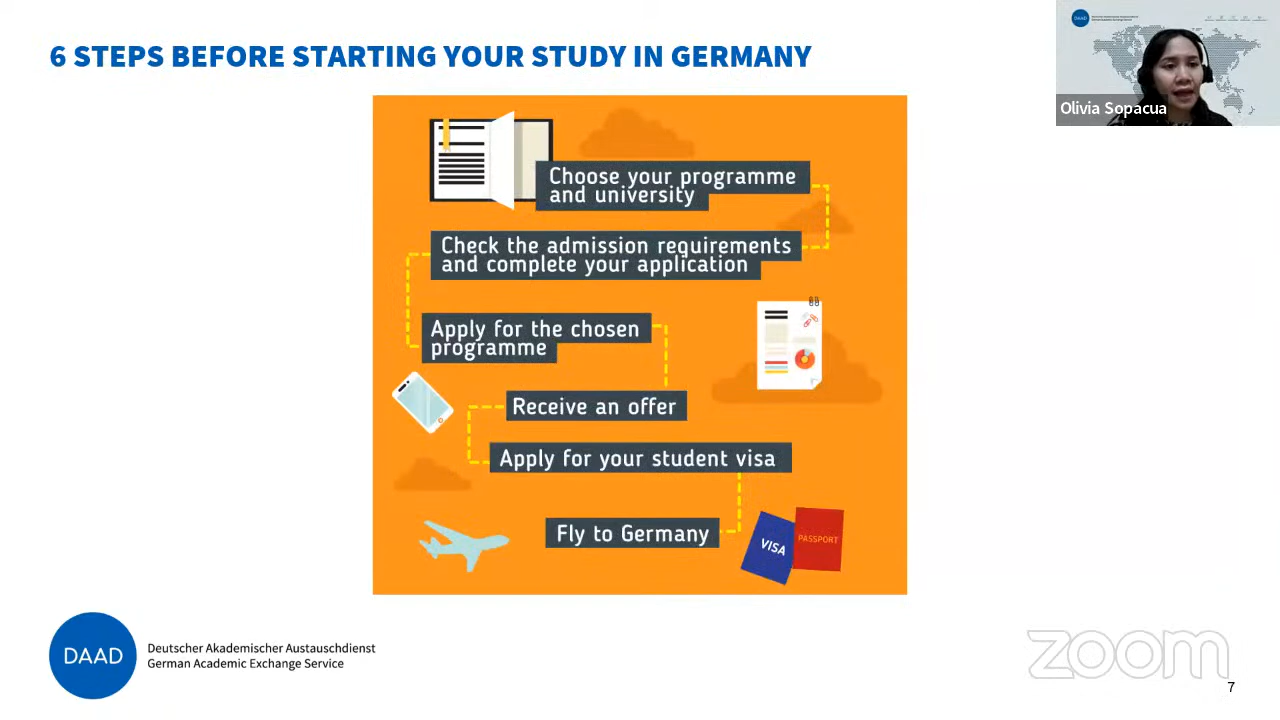 6 STEPS BEFORE STARTING YOUR STUDY IN GERMANY
DAAD
Olivia Sopacua
Choose your programme
and university
Check the admission requirements
and complete your application
Apply for the chosen
programme
Receive an offer
Apply for your student visa
Fly to Germany
VISA
PASSPORT
DAAD
Deutscher Akademischer Austauschdienst
German Academic Exchange Service
zoom
7